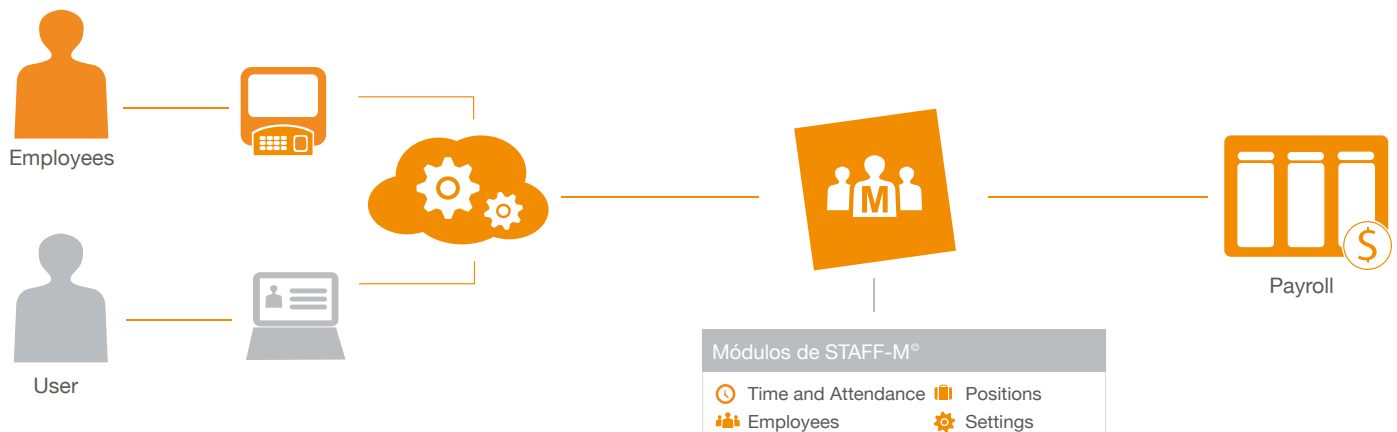 Employees
User
M
$
Payroll
Módulos de STAFF-M©
Time and Attendance
Positions
Employees
Settings